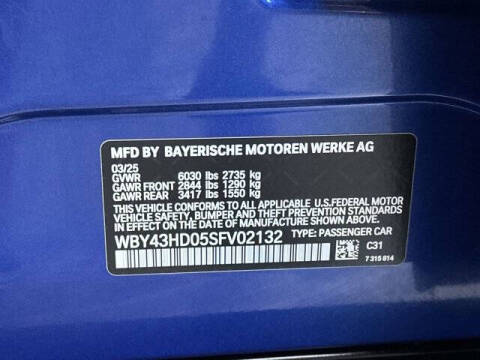 MFD BY BAYERISCHE MOTOREN WERKE AG
03/25
GVWR 6030 lbs 2735 kg
GAWR FRONT 2844 lbs 1290 kg
GAWR REAR 3417 lbs 1550 kg
THIS VEHICLE CONFORMS TO ALL APPLICABLE U.S.FEDERAL MOTOR
VEHICLE SAFETY, BUMPER, AND THEFT PREVENTION STANDARDS
IN EFFECT ON THE DATE OF MANUFACTURE SHOWN ABOVE.
WBY43HD05SFV02132 TYPE: PASSENGER CAR
C31
7 315 814